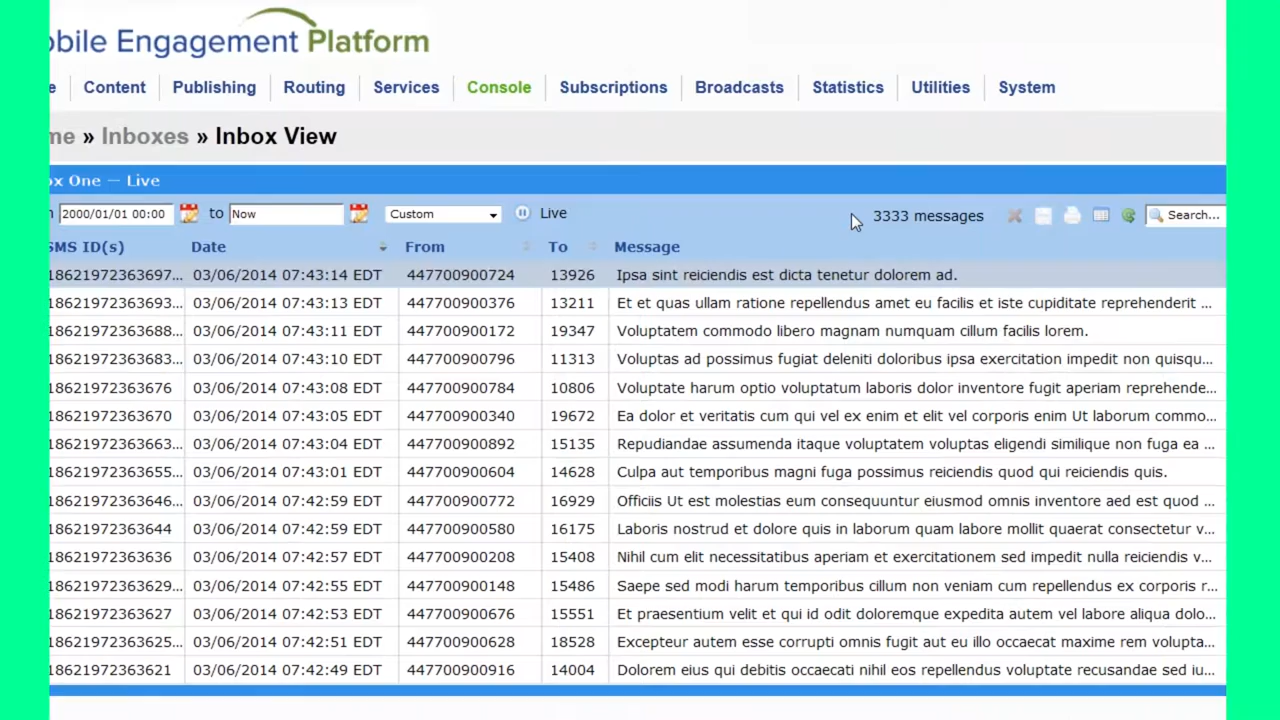 obile Engagement Platform
e Content Publishing Routing Services Console Subscriptions Broadcasts Statistics Utilities System
me » Inboxes » Inbox View
ox One — Live
2000/01/01 00:00 to Now Custom Live 3333 messages Search...
SMS ID(s) Date From To Message
18621972363697... 03/06/2014 07:43:14 EDT 447700900724 13926 Ipsa sint reiciendis est dicta tenetur dolorem ad.
18621972363693... 03/06/2014 07:43:13 EDT 447700900376 13211 Et et quas ullam ratione repellendus amet eu facilis et iste cupiditate reprehenderit ...
18621972363688... 03/06/2014 07:43:11 EDT 447700900172 19347 Voluptatem commodo libero magnam numquam cillum facilis lorem.
18621972363683... 03/06/2014 07:43:10 EDT 447700900796 11313 Voluptas ad possimus fugiat deleniti doloribus ipsa exercitation impedit non quisqu...
18621972363676 03/06/2014 07:43:08 EDT 447700900784 10806 Voluptate harum optio voluptatum laboris dolor inventore fugit aperiam reprehende...
18621972363670 03/06/2014 07:43:05 EDT 447700900340 19672 Ea dolor et veritatis cum qui vel ex enim et elit vel corporis enim Ut laborum commo...
18621972363663... 03/06/2014 07:43:04 EDT 447700900892 15135 Repudiandae assumenda itaque voluptatem voluptas eligendi similique non fuga ea ...
18621972363655... 03/06/2014 07:43:01 EDT 447700900604 14628 Culpa aut temporibus magni fuga possimus reiciendis quod qui reiciendis quis.
18621972363646... 03/06/2014 07:42:59 EDT 447700900772 16929 Officiis Ut est molestias eum consequuntur eiusmod omnis inventore aed est quod ...
18621972363644 03/06/2014 07:42:59 EDT 447700900580 16175 Laboris nostrud et dolore quis in laborum quam labore mollit quaerat consectetur v...
18621972363636 03/06/2014 07:42:57 EDT 447700900208 15408 Nihil cum elit necessitatibus aperiam et exercitationem sed impedit nulla reiciendis v...
18621972363629... 03/06/2014 07:42:55 EDT 447700900148 15486 Saepe sed modi harum temporibus cillum non veniam cum repellendus ex corporis r...
18621972363627 03/06/2014 07:42:53 EDT 447700900676 15551 Et praesentium velit et qui id odit doloremque expedita autem vel labore aliqua dolo...
18621972363625... 03/06/2014 07:42:51 EDT 447700900628 18528 Excepteur autem esse corrupti omnis fugit aut eu illo occaecat maxime rem volupta...
18621972363621 03/06/2014 07:42:49 EDT 447700900916 14004 Dolorem eius qui debitis occaecati nihil eos repellendus voluptate recusandae sed iu...